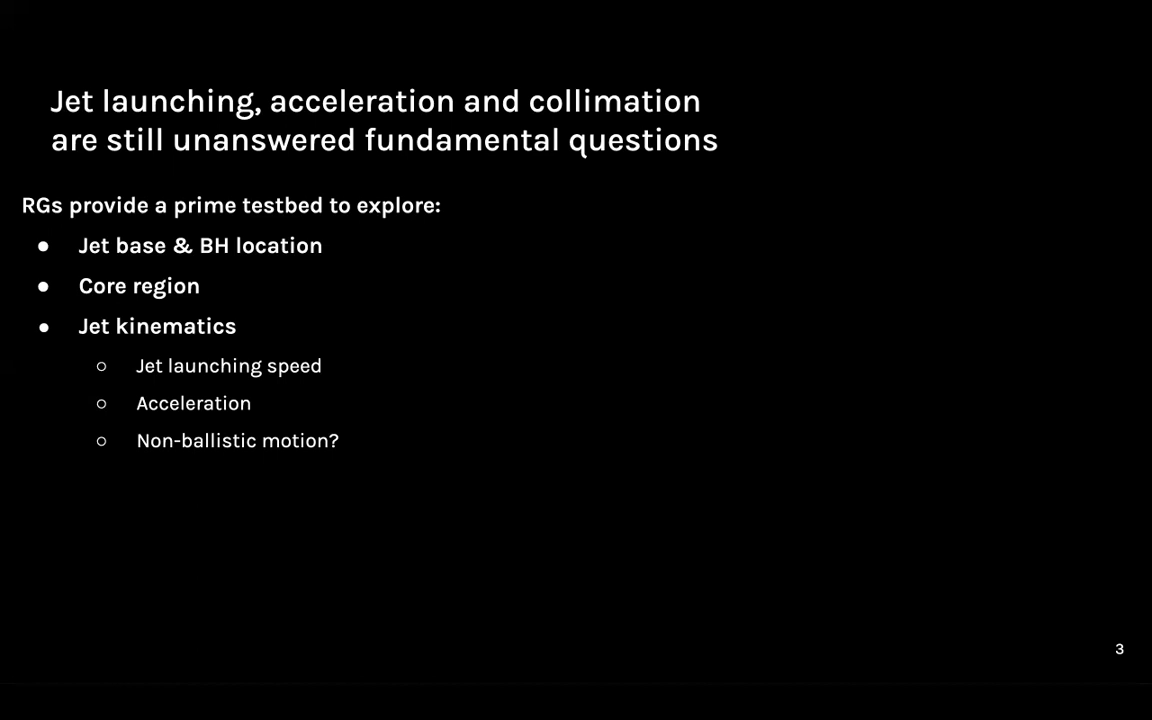 Jet launching, acceleration and collimation
are still unanswered fundamental questions
RGs provide a prime testbed to explore:
● Jet base & BH location
● Core region
● Jet kinematics
○ Jet launching speed
○ Acceleration
○ Non-ballistic motion?
3